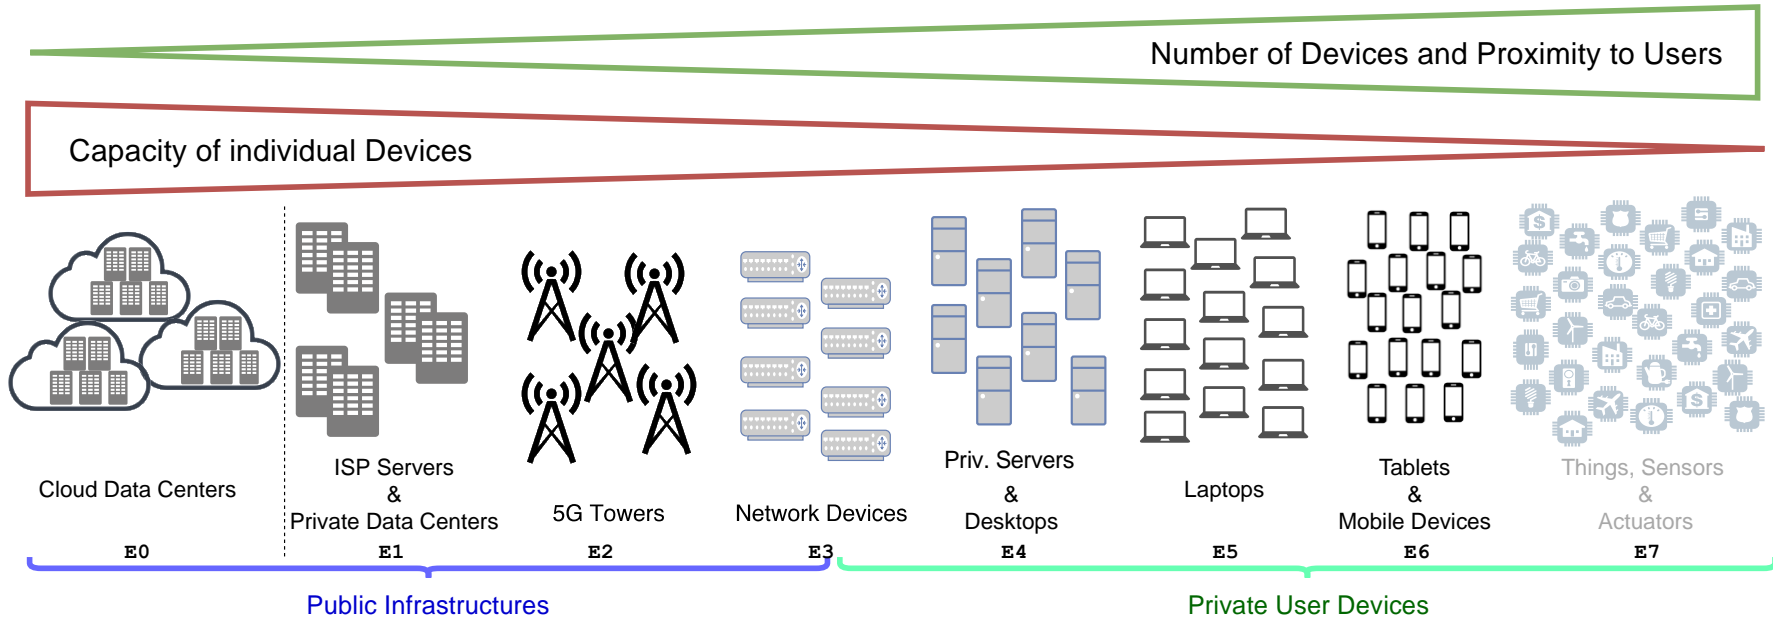 Number of Devices and Proximity to Users
Capacity of individual Devices
Cloud Data Centers
ISP Servers
&
Private Data Centers
5G Towers
Network Devices
Priv. Servers
&
Desktops
Laptops
Tablets
&
Mobile Devices
Things, Sensors
&
Actuators
E0
E1
E2
E3
E4
E5
E6
E7
Public Infrastructures
Private User Devices